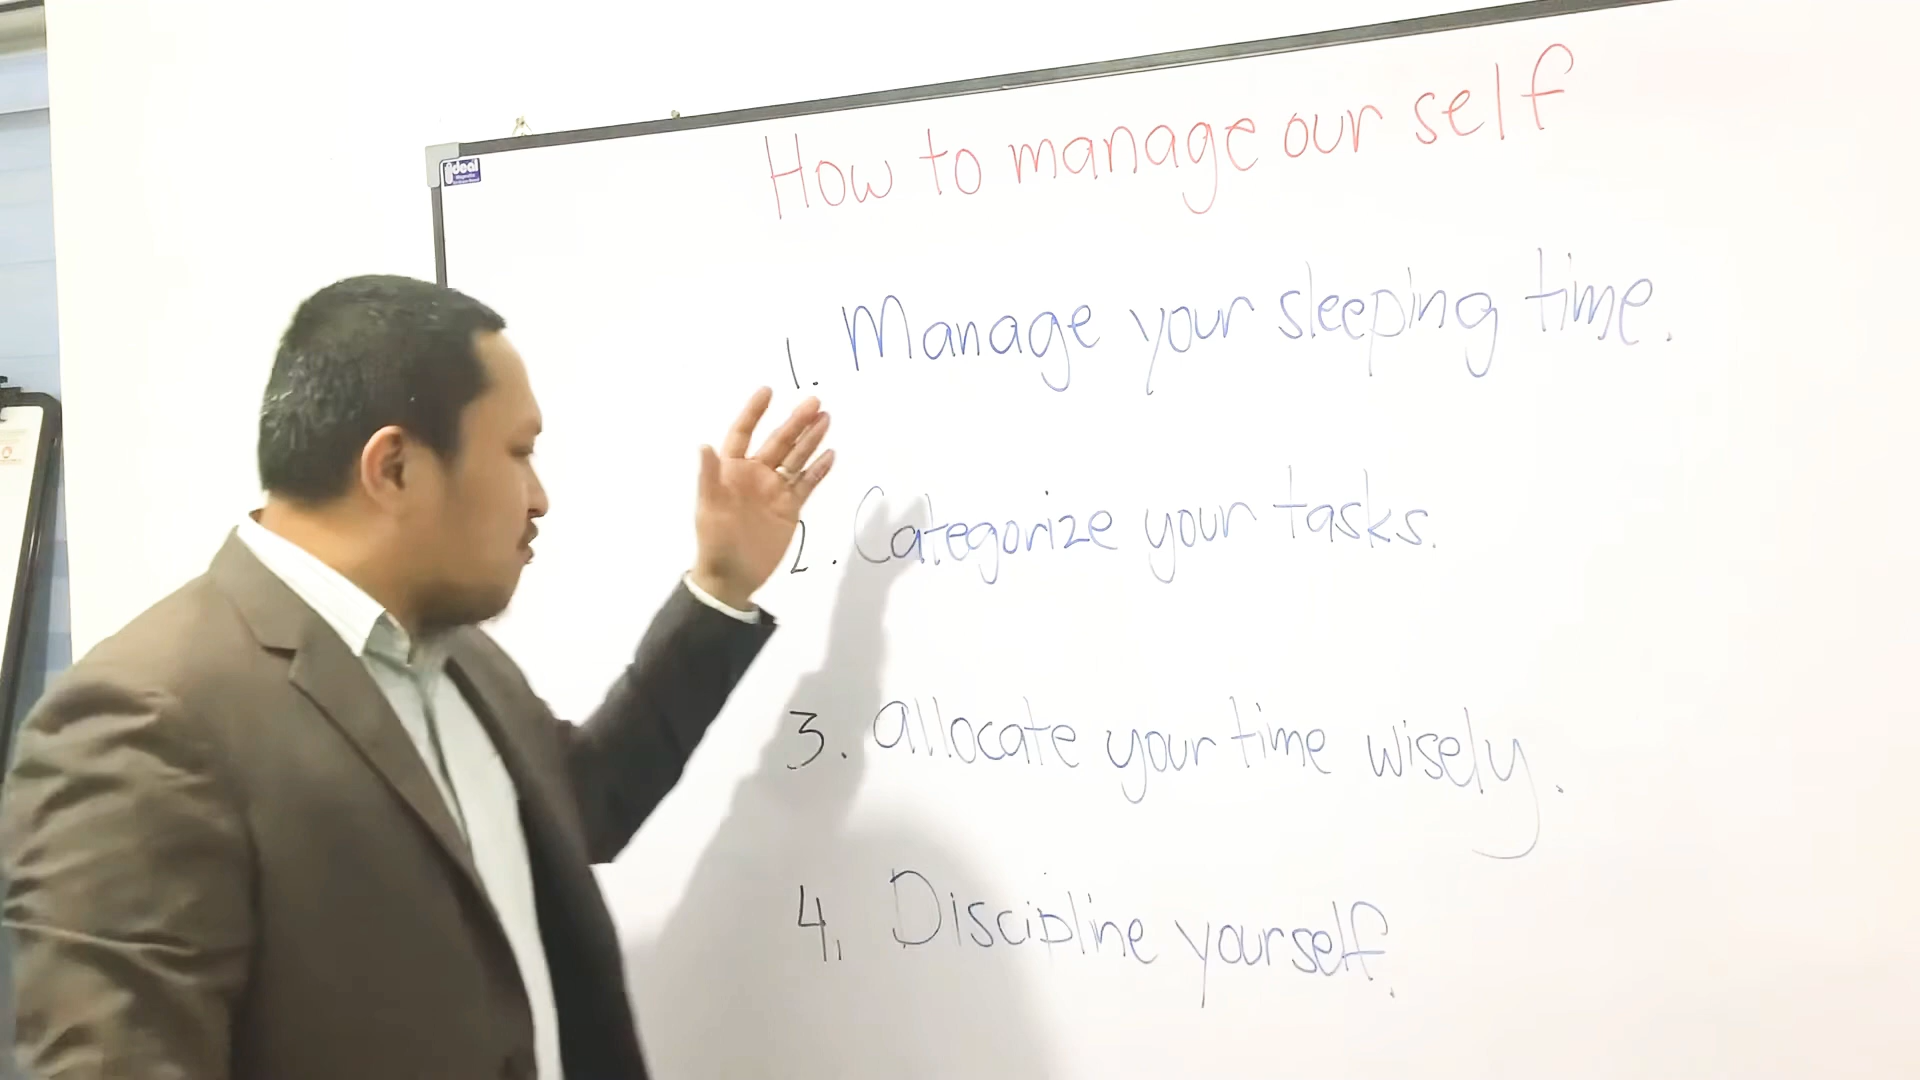 ideal
How to manage our self
1. Manage your sleeping time.
2. Categorize your tasks.
3. allocate your time wisely.
4. Discipline yourself.